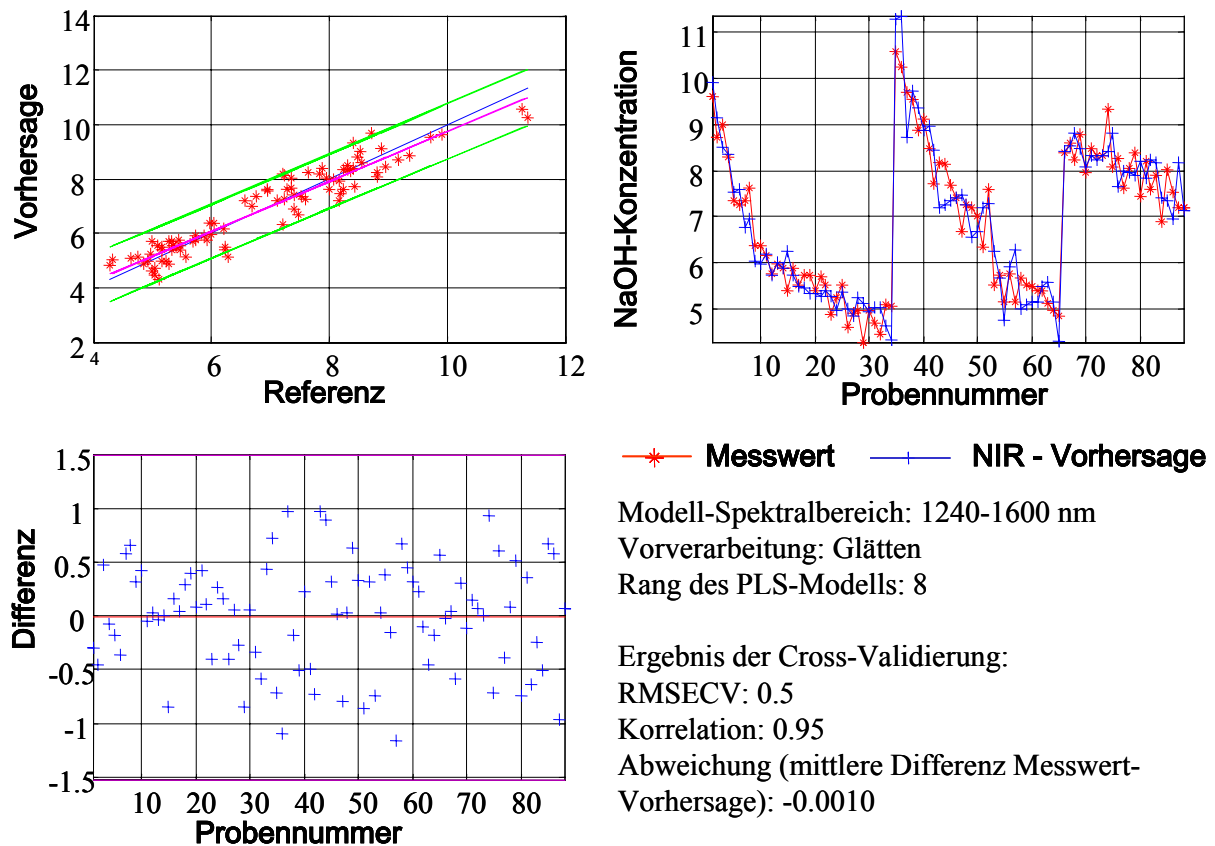 14
12
10
8
6
4
2
Vorhersage
4 6 8 10 12
Referenz
11
10
9
8
7
6
5
NaOH-Konzentration
10 20 30 40 50 60 70 80
Probennummer
1.5
1
0.5
0
-0.5
-1
-1.5
Differenz
10 20 30 40 50 60 70 80
Probennummer
Messwert NIR - Vorhersage
Modell-Spektralbereich: 1240-1600 nm
Vorverarbeitung: Glätten
Rang des PLS-Modells: 8
Ergebnis der Cross-Validierung:
RMSECV: 0.5
Korrelation: 0.95
Abweichung (mittlere Differenz Messwert-
Vorhersage): -0.0010